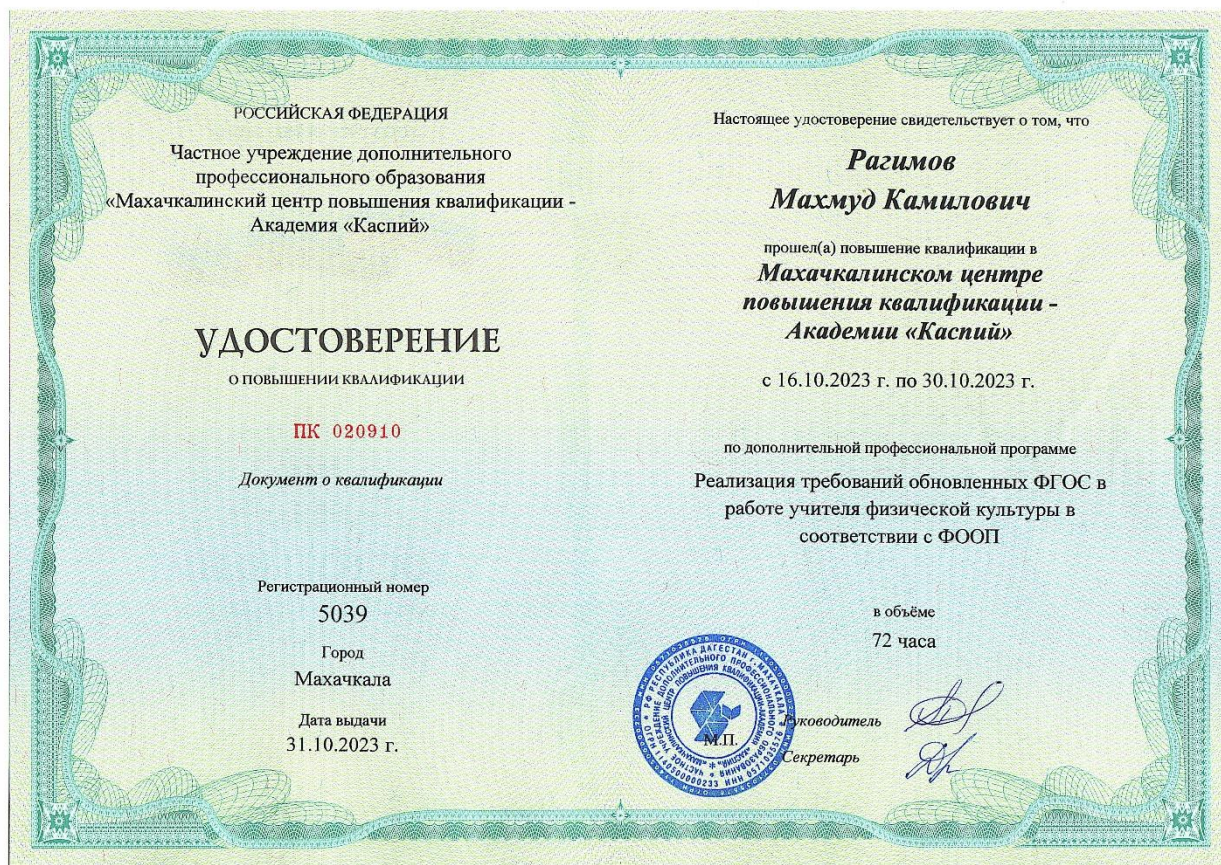 РОССИЙСКАЯ ФЕДЕРАЦИЯ
Частное учреждение дополнительного
профессионального образования
«Махачкалинский центр повышения квалификации -
Академия «Каспий»
УДОСТОВЕРЕНИЕ
О ПОВЫШЕНИИ КВАЛИФИКАЦИИ
ПК 020910
Документ о квалификации
Регистрационный номер
5039
Город
Махачкала
Дата выдачи
31.10.2023 г.
Настоящее удостоверение свидетельствует о том, что
Рагимов
Махмуд Камилович
прошел(а) повышение квалификации в
Махачкалинском центре
повышения квалификации -
Академии «Каспий»
с 16.10.2023 г. по 30.10.2023 г.
по дополнительной профессиональной программе
Реализация требований обновленных ФГОС в
работе учителя физической культуры в
соответствии с ФООП
в объёме
72 часа
Руководитель
М.П.
Секретарь